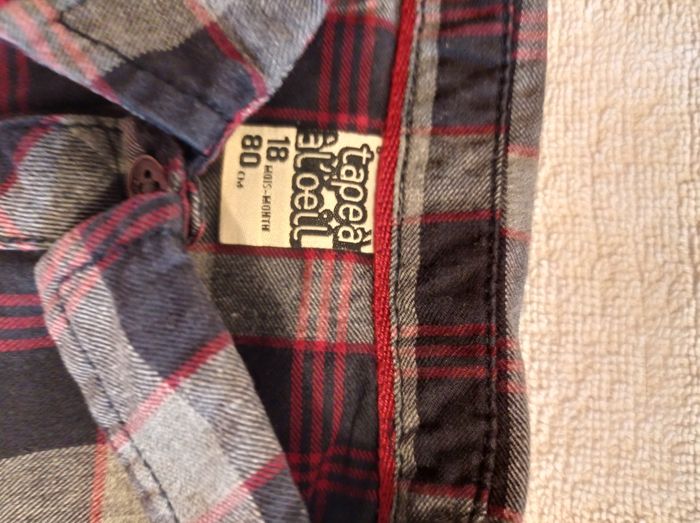 tape à
l'oeil
18 MOIS-MONTH
80 CM